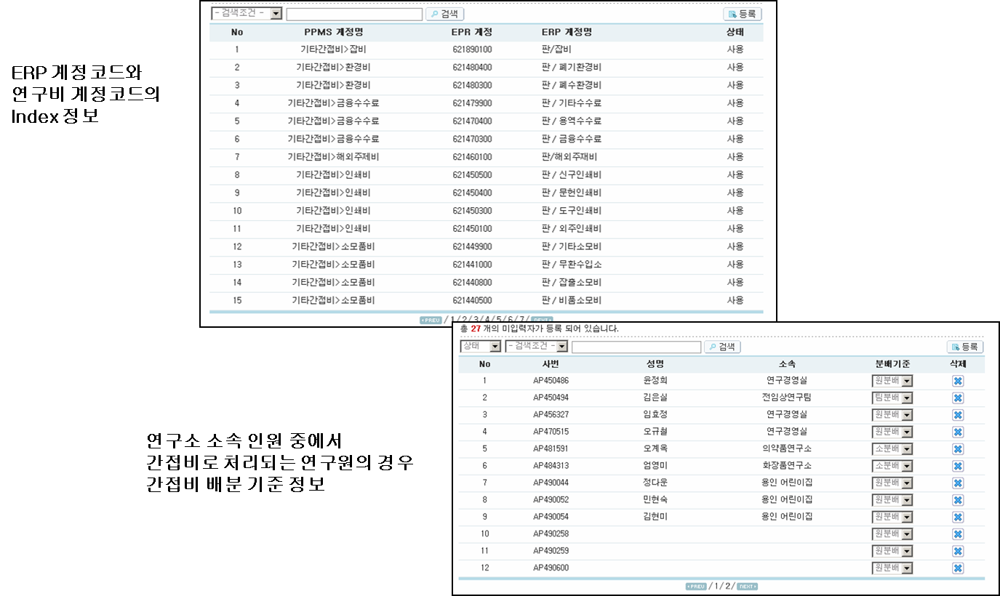 ERP 계정코드와
연구비 계정코드의
Index 정보
- 검색조건 - 검색 등록
No PPMS 계정명 EPR 계정 ERP 계정명 상태
1 기타간접비>잡비 621890100 판/잡비 사용
2 기타간접비>환경비 621480400 판 / 폐기환경비 사용
3 기타간접비>환경비 621480300 판 / 폐수환경비 사용
4 기타간접비>금융수수료 621479900 판 / 기타수수료 사용
5 기타간접비>금융수수료 621470400 판 / 용역수수료 사용
6 기타간접비>금융수수료 621470300 판 / 금융수수료 사용
7 기타간접비>해외주제비 621460100 판/해외주재비 사용
8 기타간접비>인쇄비 621450500 판 / 신구인쇄비 사용
9 기타간접비>인쇄비 621450400 판 / 문헌인쇄비 사용
10 기타간접비>인쇄비 621450300 판 / 도구인쇄비 사용
11 기타간접비>인쇄비 621450100 판 / 외주인쇄비 사용
12 기타간접비>소모품비 621449900 판 / 기타소모비 사용
13 기타간접비>소모품비 621441000 판 / 무환수입소 사용
14 기타간접비>소모품비 621440800 판 / 잡출소모비 사용
15 기타간접비>소모품비 621440500 판 / 비품소모비 사용
PREV /1/2/3/4/5/6/7/ NEXT
연구소 소속 인원 중에서
간접비로 처리되는 연구원의 경우
간접비 배분 기준 정보
총 27 개의 미입력자가 등록 되어 있습니다.
상태 - 검색조건 - 검색 등록
No 사번 성명 소속 분배기준 삭제
1 AP450486 윤정희 연구경영실 원분배
2 AP450494 김은실 전임상연구팀 팀분배
3 AP456327 임효정 연구경영실 원분배
4 AP470515 오규철 연구경영실 원분배
5 AP481591 오계옥 의약품연구소 소분배
6 AP484313 엄영미 화장품연구소 소분배
7 AP490044 정다운 용인 어린이집 원분배
8 AP490052 민현숙 용인 어린이집 원분배
9 AP490054 김현미 용인 어린이집 원분배
10 AP490258 원분배
11 AP490259 원분배
12 AP490600 원분배
PREV /1/2/ NEXT